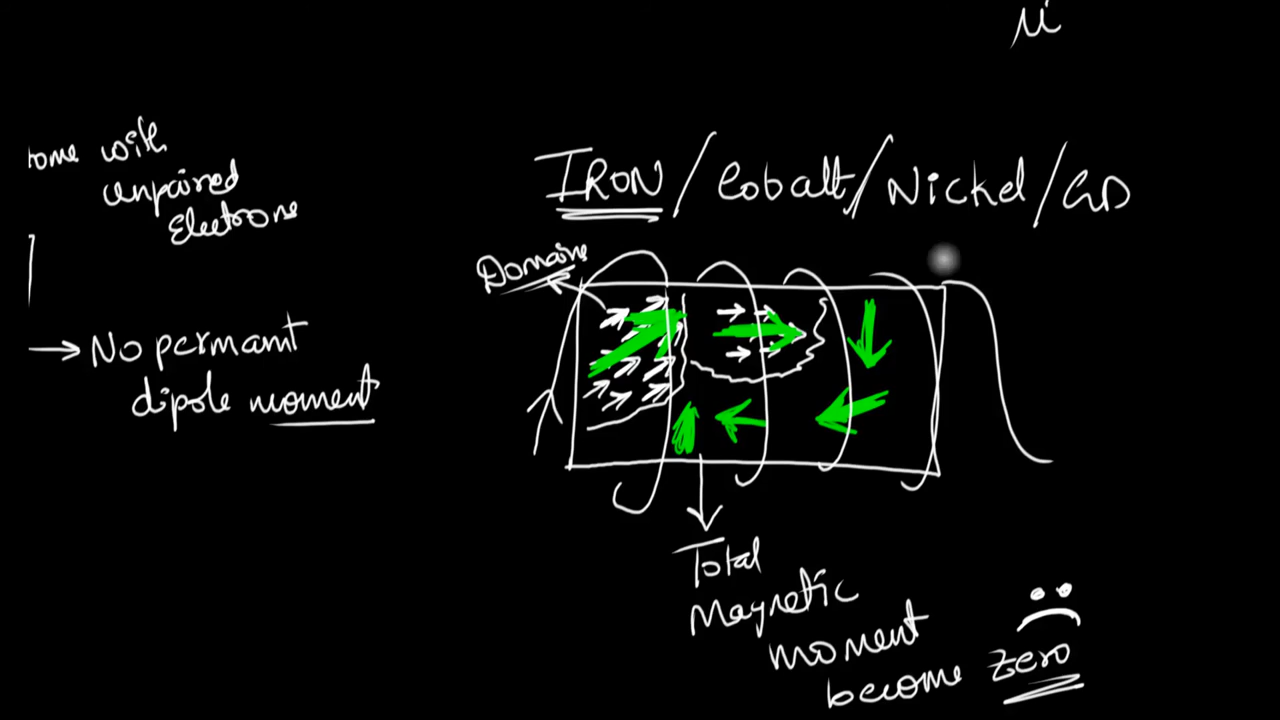 µ
ome with
unpaired
Electrons
IRON / Cobalt / Nickel / GD
Domains
→ No permant
dipole moment
Total
Magnetic
moment
become zero